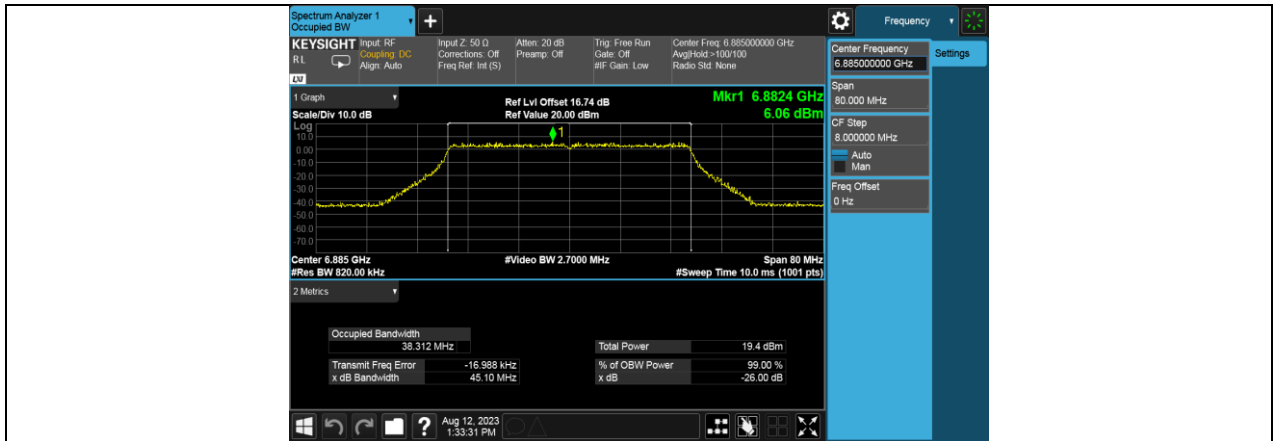 Spectrum Analyzer 1
Occupied BW
+
Frequency
KEYSIGHT
RL
LXI
Input: RF
Coupling: DC
Align: Auto
Input Z: 50 Ω
Corrections: Off
Freq Ref: Int (S)
Atten: 20 dB
Preamp: Off
Trig: Free Run
Gate: Off
#IF Gain: Low
Center Freq: 6.885000000 GHz
Avg|Hold:>100/100
Radio Std: None
Center Frequency
6.885000000 GHz
Settings
Span
80.000 MHz
CF Step
8.000000 MHz
Auto
Man
Freq Offset
0 Hz
1 Graph
Scale/Div 10.0 dB
Ref Lvl Offset 16.74 dB
Ref Value 20.00 dBm
Mkr1 6.8824 GHz
6.06 dBm
Log
10.0
0.00
-10.0
-20.0
-30.0
-40.0
-50.0
-60.0
-70.0
1
Center 6.885 GHz
#Video BW 2.7000 MHz
Span 80 MHz
#Res BW 820.00 kHz
#Sweep Time 10.0 ms (1001 pts)
2 Metrics
Occupied Bandwidth
38.312 MHz
Total Power 19.4 dBm
Transmit Freq Error -16.988 kHz
% of OBW Power 99.00 %
x dB Bandwidth 45.10 MHz
x dB -26.00 dB
?
Aug 12, 2023
1:33:31 PM